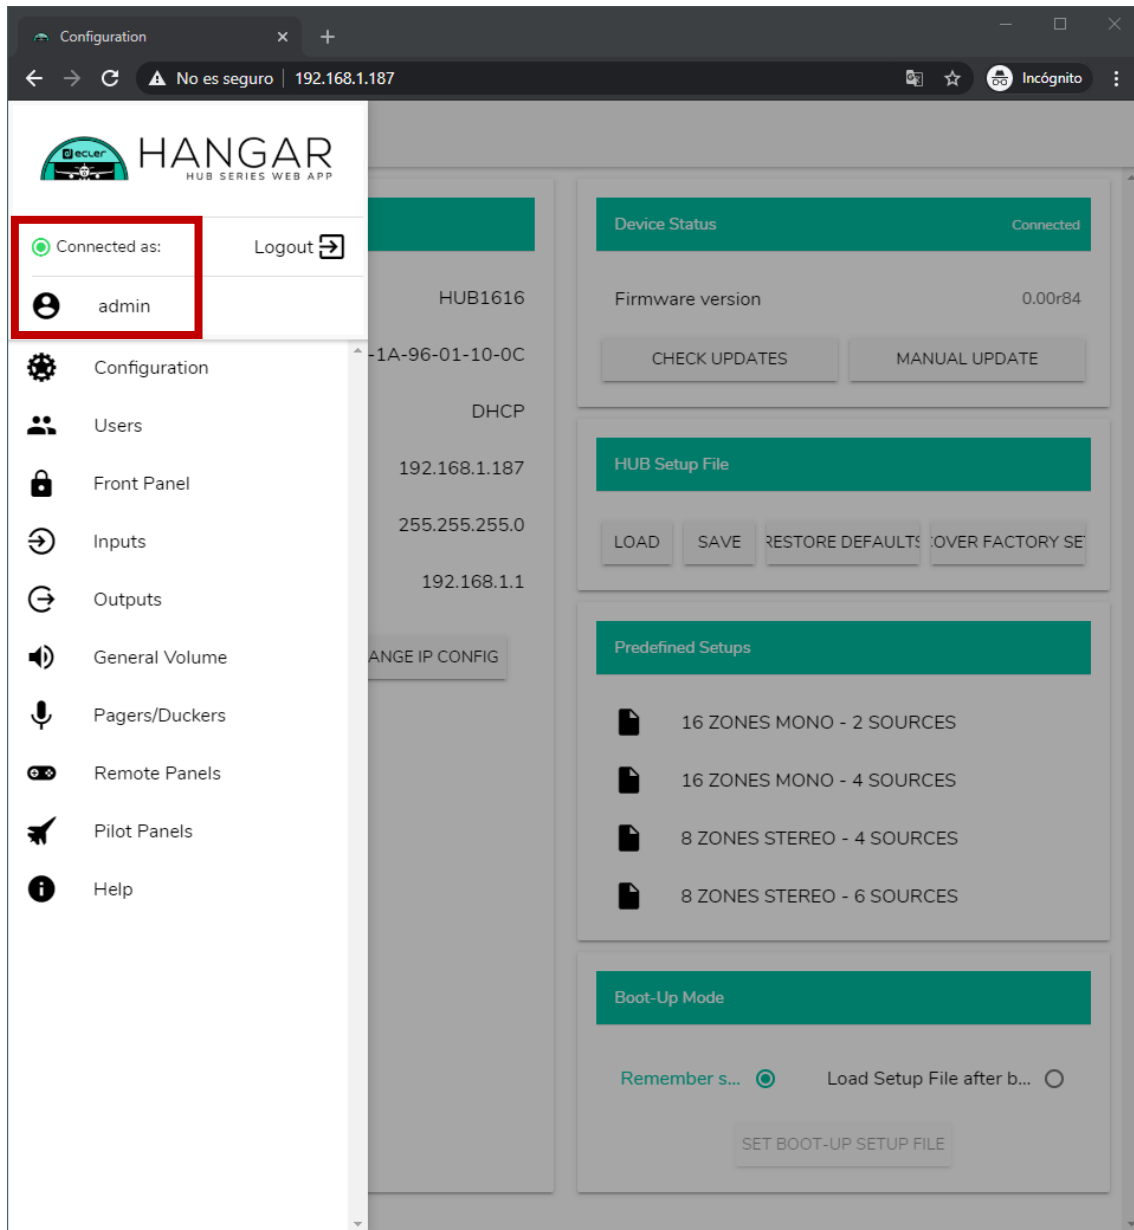 Configuration
No es seguro | 192.168.1.187
Incógnito
ecler
HANGAR
HUB SERIES WEB APP
Connected as:
Logout
admin
Configuration
Users
Front Panel
Inputs
Outputs
General Volume
Pagers/Duckers
Remote Panels
Pilot Panels
Help
HUB1616
-1A-96-01-10-0C
DHCP
192.168.1.187
255.255.255.0
192.168.1.1
ANGE IP CONFIG
Device Status
Connected
Firmware version
0.00r84
CHECK UPDATES
MANUAL UPDATE
HUB Setup File
LOAD
SAVE
RESTORE DEFAULTS
COVER FACTORY SE
Predefined Setups
16 ZONES MONO - 2 SOURCES
16 ZONES MONO - 4 SOURCES
8 ZONES STEREO - 4 SOURCES
8 ZONES STEREO - 6 SOURCES
Boot-Up Mode
Remember s...
Load Setup File after b...
SET BOOT-UP SETUP FILE